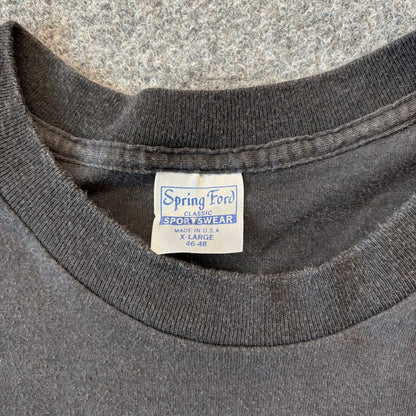 Spring Ford
CLASSIC
SPORTSWEAR
MADE IN U.S.A.
X-LARGE
46-48